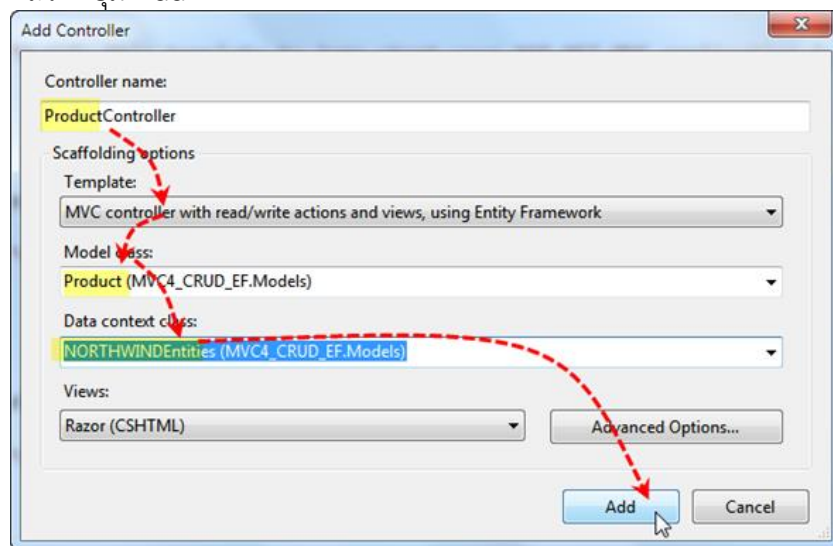 Add Controller
Controller name:
ProductController
Scaffolding options
Template:
MVC controller with read/write actions and views, using Entity Framework
Model class:
Product (MVC4_CRUD_EF.Models)
Data context class:
NORTHWINDEntities (MVC4_CRUD_EF.Models)
Views:
Razor (CSHTML)
Advanced Options...
Add
Cancel